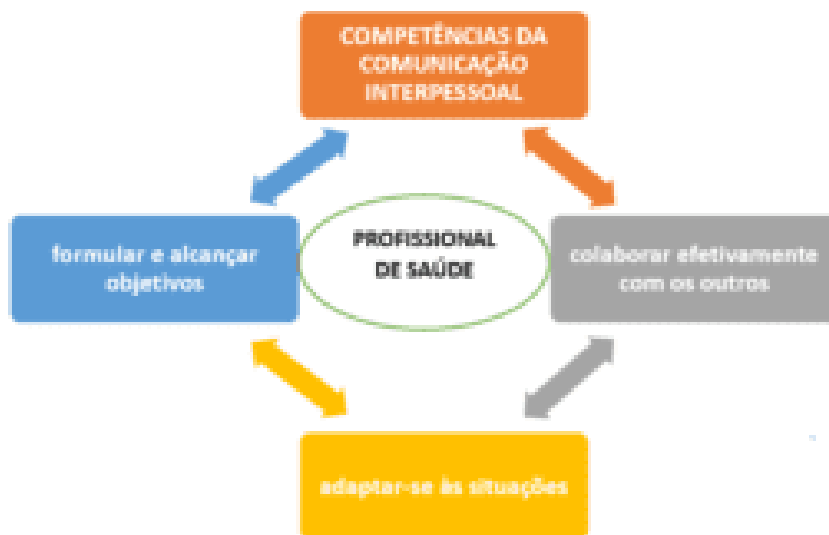 COMPETÊNCIAS DA
COMUNICAÇÃO
INTERPESSOAL
formular e alcançar
objetivos
PROFISSIONAL
DE SAÚDE
colaborar efetivamente
com os outros
adaptar-se às situações